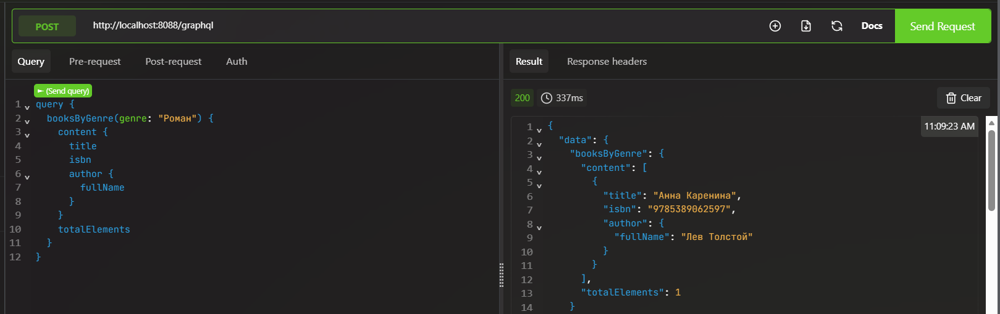 POST http://localhost:8088/graphql Docs Send Request
Query Pre-request Post-request Auth
(Send query)
1 query {
2 booksByGenre(genre: "Роман") {
3 content {
4 title
5 isbn
6 author {
7 fullName
8 }
9 }
10 totalElements
11 }
12 }
Result Response headers
200 337ms Clear
11:09:23 AM
1 {
2 "data": {
3 "booksByGenre": {
4 "content": [
5 {
6 "title": "Анна Каренина",
7 "isbn": "9785389062597",
8 "author": {
9 "fullName": "Лев Толстой"
10 }
11 }
12 ],
13 "totalElements": 1
14 }